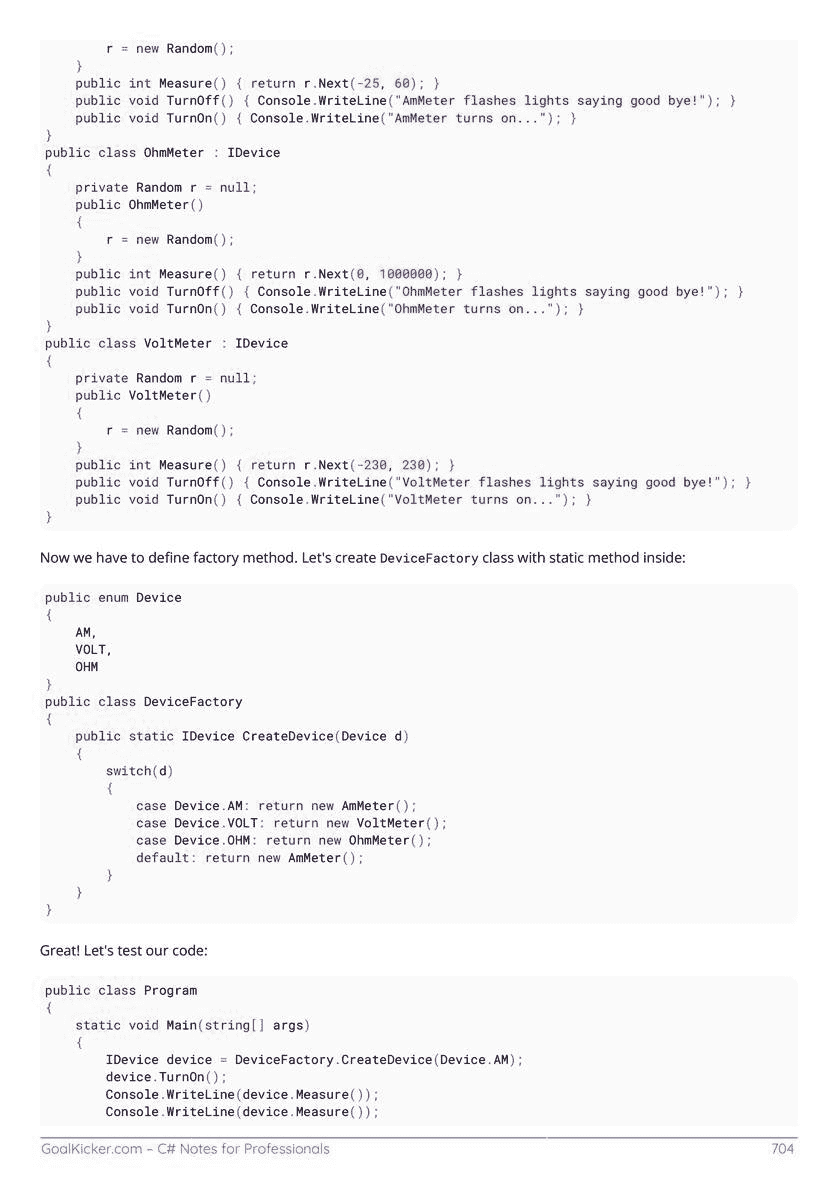 r = new Random();
    }
    public int Measure() { return r.Next(-25, 60); }
    public void TurnOff() { Console.WriteLine("AmMeter flashes lights saying good bye!"); }
    public void TurnOn() { Console.WriteLine("AmMeter turns on..."); }
}
public class OhmMeter : IDevice
{
    private Random r = null;
    public OhmMeter()
    {
        r = new Random();
    }
    public int Measure() { return r.Next(0, 1000000); }
    public void TurnOff() { Console.WriteLine("OhmMeter flashes lights saying good bye!"); }
    public void TurnOn() { Console.WriteLine("OhmMeter turns on..."); }
}
public class VoltMeter : IDevice
{
    private Random r = null;
    public VoltMeter()
    {
        r = new Random();
    }
    public int Measure() { return r.Next(-230, 230); }
    public void TurnOff() { Console.WriteLine("VoltMeter flashes lights saying good bye!"); }
    public void TurnOn() { Console.WriteLine("VoltMeter turns on..."); }
}
Now we have to define factory method. Let's create DeviceFactory class with static method inside:
public enum Device
{
    AM,
    VOLT,
    OHM
}
public class DeviceFactory
{
    public static IDevice CreateDevice(Device d)
    {
        switch(d)
        {
            case Device.AM: return new AmMeter();
            case Device.VOLT: return new VoltMeter();
            case Device.OHM: return new OhmMeter();
            default: return new AmMeter();
        }
    }
}
Great! Let's test our code:
public class Program
{
    static void Main(string[] args)
    {
        IDevice device = DeviceFactory.CreateDevice(Device.AM);
        device.TurnOn();
        Console.WriteLine(device.Measure());
        Console.WriteLine(device.Measure());
GoalKicker.com – C# Notes for Professionals 704